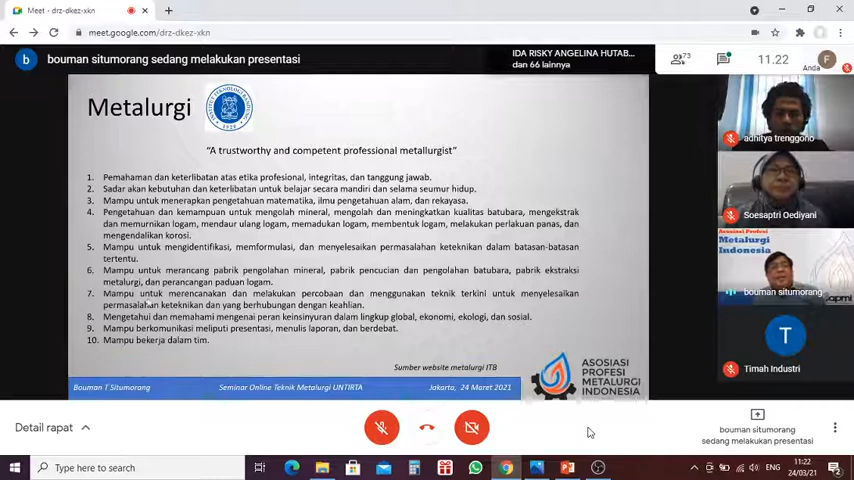 Meet - drz-dkez-xkn
meet.google.com/drz-dkez-xkn
b bouman situmorang sedang melakukan presentasi
IDA RISKY ANGELINA HUTAB...
dan 66 lainnya
73
11.22
F
Anda
Metalurgi
INSTITUT TEKNOLOGI BANDUNG
1920
"A trustworthy and competent professional metallurgist"
1. Pemahaman dan keterlibatan atas etika profesional, integritas, dan tanggung jawab.
2. Sadar akan kebutuhan dan keterlibatan untuk belajar secara mandiri dan selama seumur hidup.
3. Mampu untuk menerapkan pengetahuan matematika, ilmu pengetahuan alam, dan rekayasa.
4. Pengetahuan dan kemampuan untuk mengolah mineral, mengolah dan meningkatkan kualitas batubara, mengekstrak
dan memurnikan logam, mendaur ulang logam, memadukan logam, membentuk logam, melakukan perlakuan panas, dan
mengendalikan korosi.
5. Mampu untuk mengidentifikasi, memformulasi, dan menyelesaikan permasalahan keteknikan dalam batasan-batasan
tertentu.
6. Mampu untuk merancang pabrik pengolahan mineral, pabrik pencucian dan pengolahan batubara, pabrik ekstraksi
metalurgi, dan perancangan paduan logam.
7. Mampu untuk merencanakan dan melakukan percobaan dan menggunakan teknik terkini untuk menyelesaikan
permasalahan keteknikan dan yang berhubungan dengan keahlian.
8. Mengetahui dan memahami mengenai peran keinsinyuran dalam lingkup global, ekonomi, ekologi, dan sosial.
9. Mampu berkomunikasi meliputi presentasi, menulis laporan, dan berdebat.
10. Mampu bekerja dalam tim.
Sumber website metalurgi ITB
Bouman T Situmorang Seminar Online Teknik Metalurgi UNTIRTA Jakarta, 24 Maret 2021
ASOSIASI
PROFESI
METALURGI
INDONESIA
adhitya trenggono
Soesaptri Oediyani
Asosiasi Profesi
Metalurgi
Indonesia
apmi
bouman situmorang
T
Timah Industri
Detail rapat
bouman situmorang
sedang melakukan presentasi
Type here to search
ENG
11:22
24/03/21
2